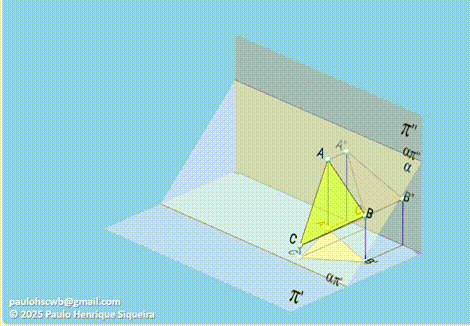 π"
A"
απ"
A
α
B"
B
C
B'
απ'
π'
paulohscwb@gmail.com
© 2025 Paulo Henrique Siqueira